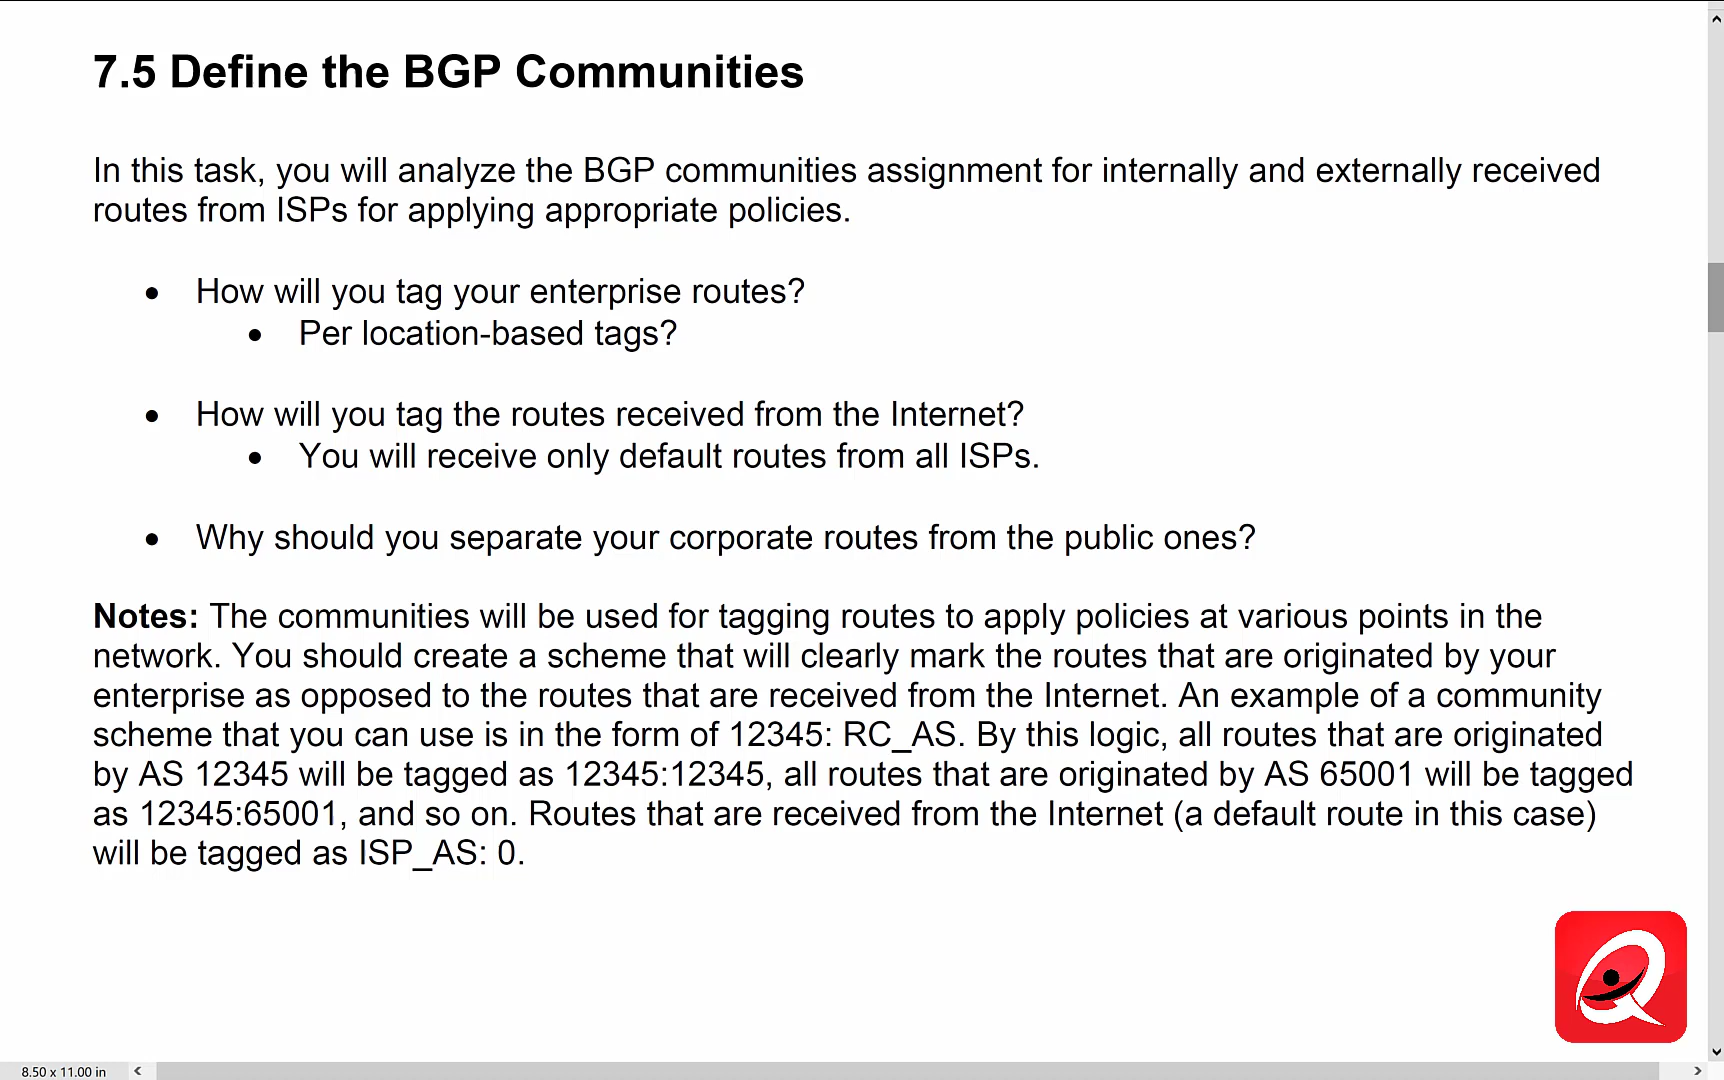 7.5 Define the BGP Communities
In this task, you will analyze the BGP communities assignment for internally and externally received
routes from ISPs for applying appropriate policies.
• How will you tag your enterprise routes?
• Per location-based tags?
• How will you tag the routes received from the Internet?
• You will receive only default routes from all ISPs.
• Why should you separate your corporate routes from the public ones?
Notes: The communities will be used for tagging routes to apply policies at various points in the
network. You should create a scheme that will clearly mark the routes that are originated by your
enterprise as opposed to the routes that are received from the Internet. An example of a community
scheme that you can use is in the form of 12345: RC_AS. By this logic, all routes that are originated
by AS 12345 will be tagged as 12345:12345, all routes that are originated by AS 65001 will be tagged
as 12345:65001, and so on. Routes that are received from the Internet (a default route in this case)
will be tagged as ISP_AS: 0.
8.50 x 11.00 in